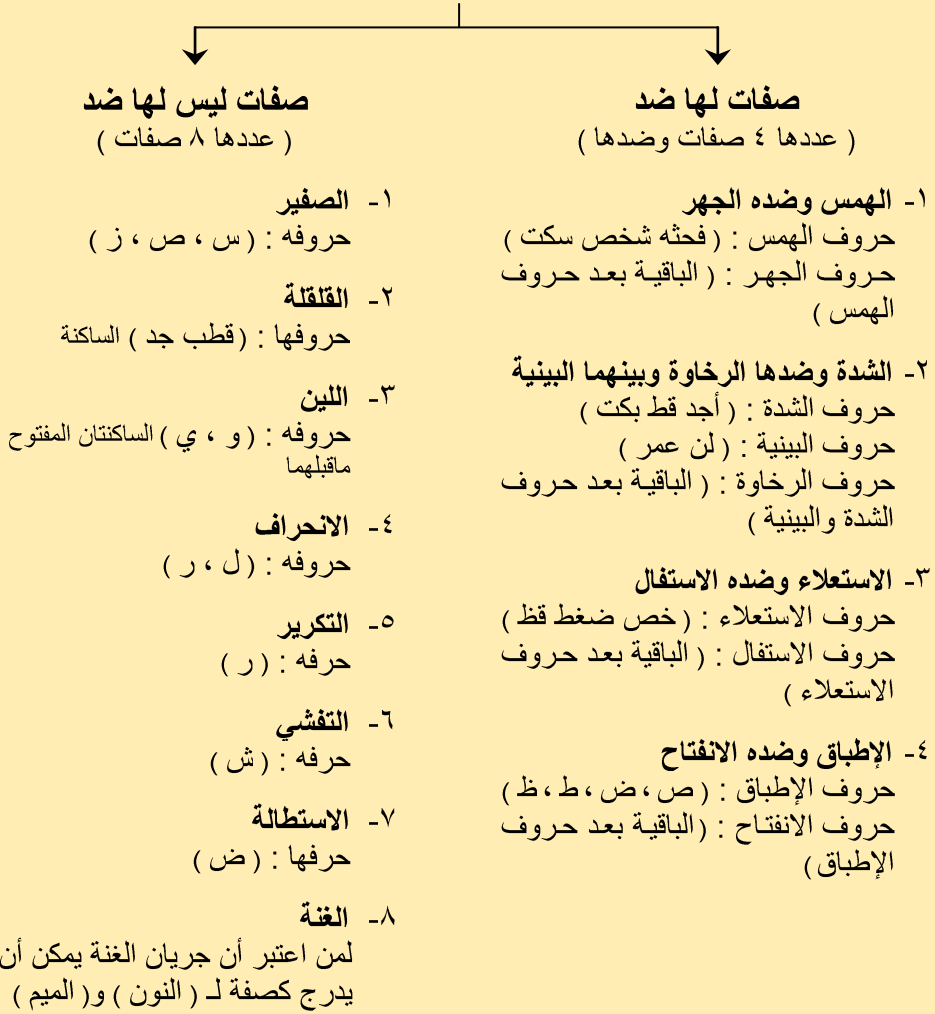 صفات لها ضد
( عددها ٤ صفات وضدها )
١- الهمس وضده الجهر
حروف الهمس : ( فحثه شخص سكت )
حروف الجهر : ( الباقية بعد حروف
الهمس )
٢- الشدة وضدها الرخاوة وبينهما البينية
حروف الشدة : ( أجد قط بكت )
حروف البينية : ( لن عمر )
حروف الرخاوة : ( الباقية بعد حروف
الشدة والبينية )
٣- الاستعلاء وضده الاستفال
حروف الاستعلاء : ( خص ضغط قظ )
حروف الاستفال : ( الباقية بعد حروف
الاستعلاء )
٤- الإطباق وضده الانفتاح
حروف الإطباق : ( ص ، ض ، ط ، ظ )
حروف الانفتاح : ( الباقية بعد حروف
الإطباق )
صفات ليس لها ضد
( عددها ٨ صفات )
١- الصفير
حروفه : ( س ، ص ، ز )
٢- القلقلة
حروفها : ( قطب جد ) الساكنة
٣- اللين
حروفه : ( و ، ي ) الساكنتان المفتوح
ماقبلهما
٤- الانحراف
حروفه : ( ل ، ر )
٥- التكرير
حرفه : ( ر )
٦- التفشي
حرفه : ( ش )
٧- الاستطالة
حرفها : ( ض )
٨- الغنة
لمن اعتبر أن جريان الغنة يمكن أن
يدرج كصفة لـ ( النون ) و( الميم )